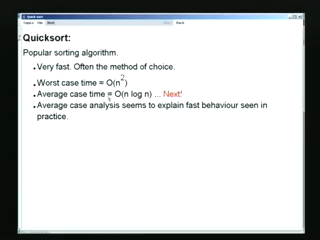 Quicksort:
Popular sorting algorithm.
Very fast. Often the method of choice.
Worst case time = O(n²)
Average case time = O(n log n) ... Next!
Average case analysis seems to explain fast behaviour seen in
practice.